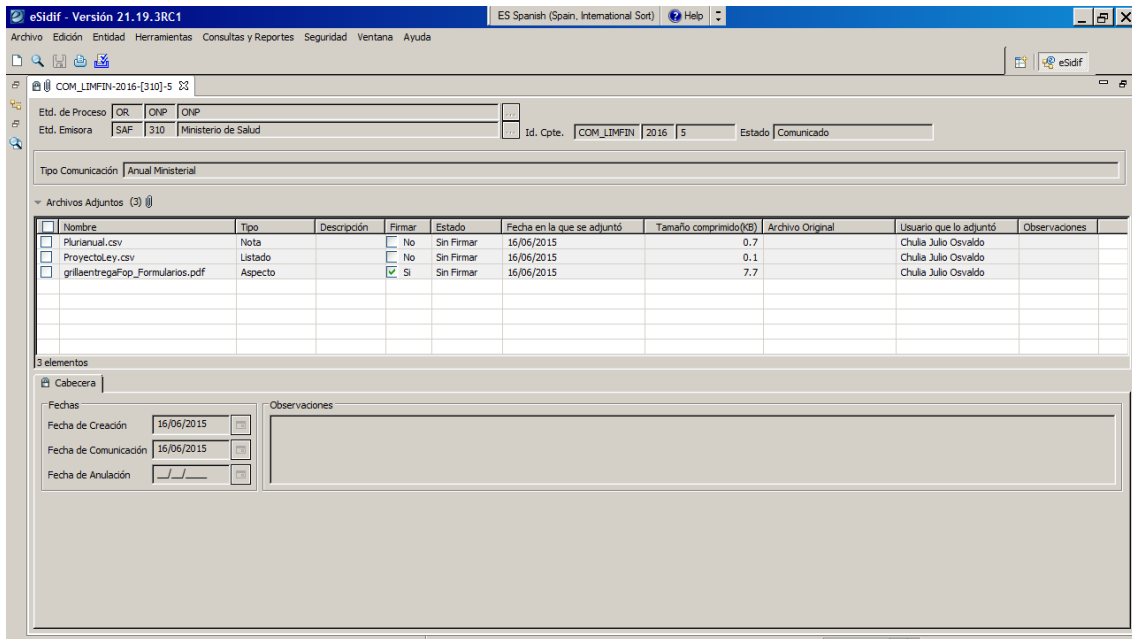 eSidif - Versión 21.19.3RC1
ES Spanish (Spain, International Sort) Help
Archivo Edición Entidad Herramientas Consultas y Reportes Seguridad Ventana Ayuda
eSidif
COM_LIMFIN-2016-[310]-5
Etd. de Proceso OR ONP ONP ...
Etd. Emisora SAF 310 Ministerio de Salud ... Id. Cpte. COM_LIMFIN 2016 5 Estado Comunicado
Tipo Comunicación Anual Ministerial
Archivos Adjuntos (3)
Nombre Tipo Descripción Firmar Estado Fecha en la que se adjuntó Tamaño comprimido(KB) Archivo Original Usuario que lo adjuntó Observaciones
Plurianual.csv Nota No Sin Firmar 16/06/2015 0.7 Chulia Julio Osvaldo
ProyectoLey.csv Listado No Sin Firmar 16/06/2015 0.1 Chulia Julio Osvaldo
grillaentregaFop_Formularios.pdf Aspecto Si Sin Firmar 16/06/2015 7.7 Chulia Julio Osvaldo
3 elementos
Cabecera
Fechas Observaciones
Fecha de Creación 16/06/2015
Fecha de Comunicación 16/06/2015
Fecha de Anulación __/__/____